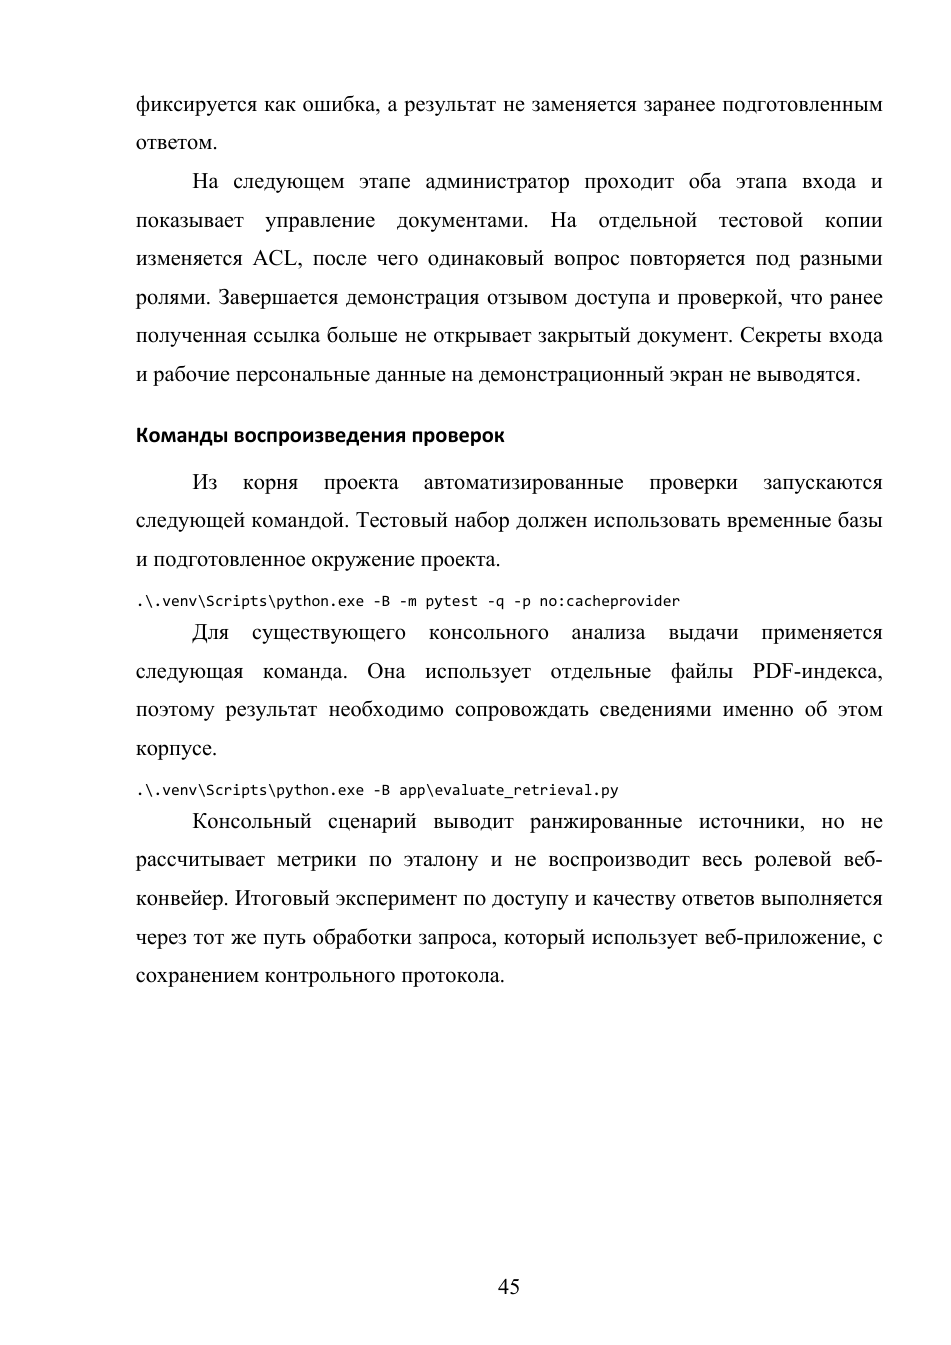 фиксируется как ошибка, а результат не заменяется заранее подготовленным
ответом.
На следующем этапе администратор проходит оба этапа входа и
показывает управление документами. На отдельной тестовой копии
изменяется ACL, после чего одинаковый вопрос повторяется под разными
ролями. Завершается демонстрация отзывом доступа и проверкой, что ранее
полученная ссылка больше не открывает закрытый документ. Секреты входа
и рабочие персональные данные на демонстрационный экран не выводятся.
Команды воспроизведения проверок
Из корня проекта автоматизированные проверки запускаются
следующей командой. Тестовый набор должен использовать временные базы
и подготовленное окружение проекта.
.\.venv\Scripts\python.exe -B -m pytest -q -p no:cacheprovider
Для существующего консольного анализа выдачи применяется
следующая команда. Она использует отдельные файлы PDF-индекса,
поэтому результат необходимо сопровождать сведениями именно об этом
корпусе.
.\.venv\Scripts\python.exe -B app\evaluate_retrieval.py
Консольный сценарий выводит ранжированные источники, но не
рассчитывает метрики по эталону и не воспроизводит весь ролевой веб-
конвейер. Итоговый эксперимент по доступу и качеству ответов выполняется
через тот же путь обработки запроса, который использует веб-приложение, с
сохранением контрольного протокола.
45